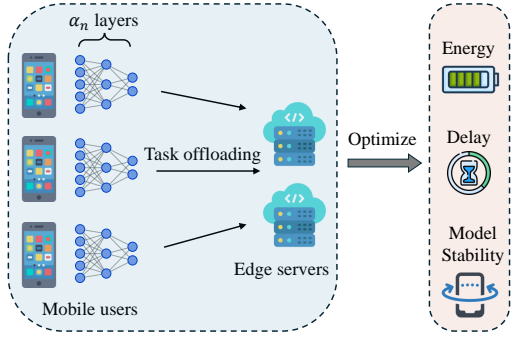 αₙ layers
Task offloading
Mobile users
Edge servers
</>
</>
Optimize
Energy
Delay
Model
Stability